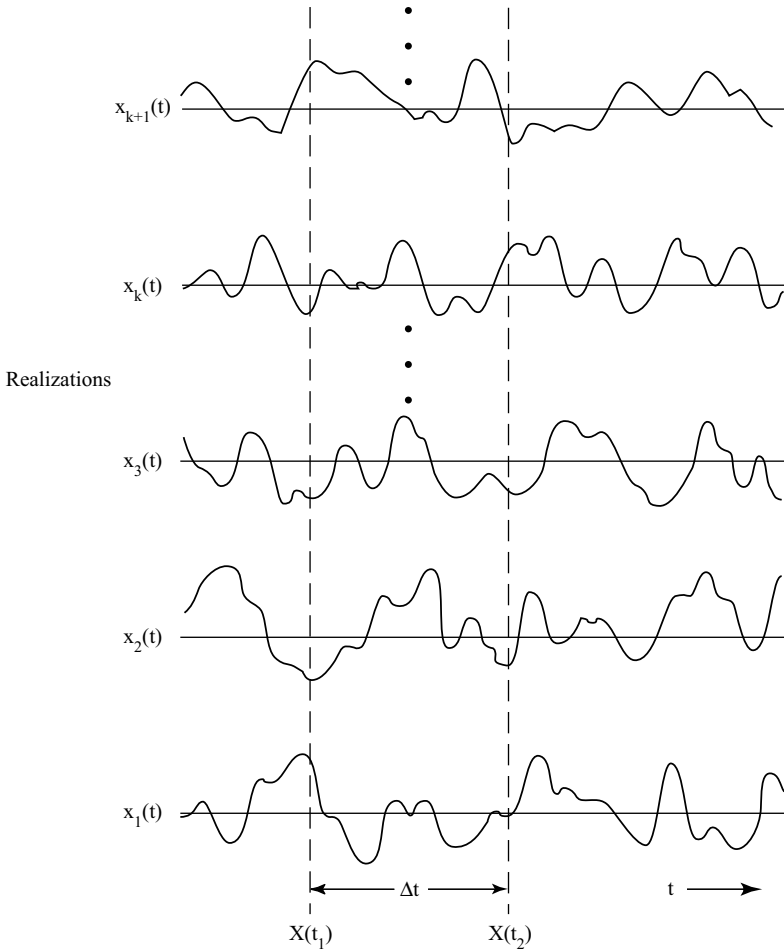 x_{k+1}(t)
x_k(t)
Realizations
x_3(t)
x_2(t)
x_1(t)
Δt
t
X(t_1)
X(t_2)